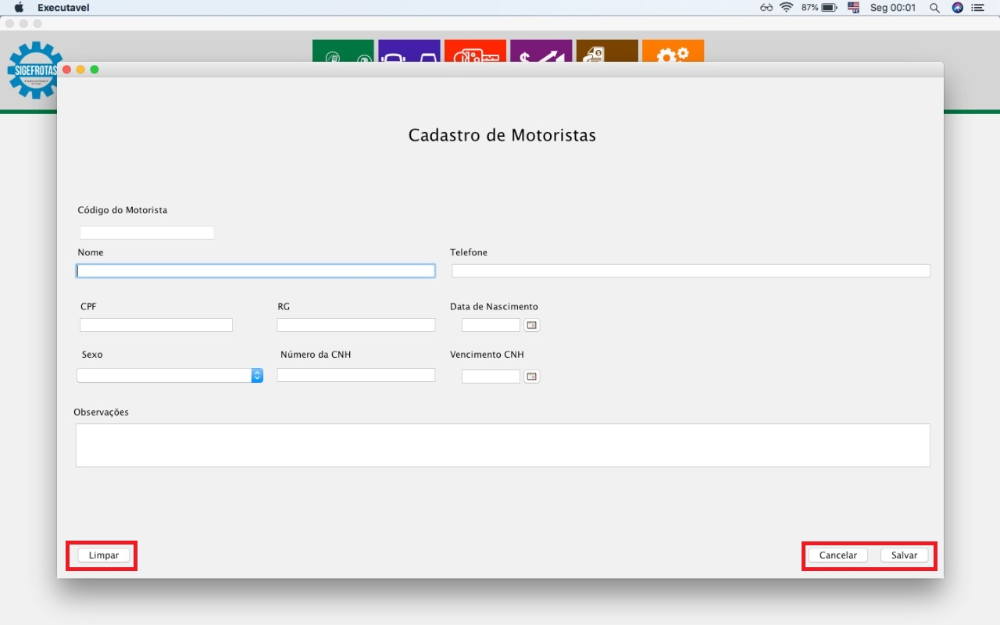 Executavel
87%
Seg 00:01
SIGEFROTAS
Cadastro de Motoristas
Código do Motorista
Nome
Telefone
CPF
RG
Data de Nascimento
Sexo
Número da CNH
Vencimento CNH
Observações
Limpar
Cancelar
Salvar